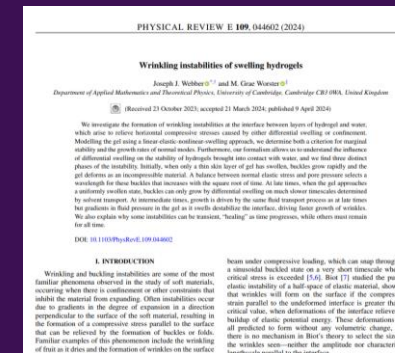 PHYSICAL REVIEW E 109, 044602 (2024)
Wrinkling instabilities of swelling hydrogels
Joseph J. Webber and M. Grae Worster
Department of Applied Mathematics and Theoretical Physics, University of Cambridge, Cambridge CB3 0WA, United Kingdom
(Received 23 October 2023; accepted 21 March 2024; published 9 April 2024)
We investigate the formation of wrinkling instabilities at the interface between layers of hydrogel and water,
which arise to relieve horizontal compressive stresses caused by either differential swelling or confinement.
Modelling the gel using a linear-elastic-nonlinear-swelling approach, we determine both a criterion for marginal
stability and the growth rates of normal modes. Furthermore, our formalism allows us to understand the influence
of differential swelling on the stability of hydrogels brought into contact with water, and we find three distinct
phases of the instability. Initially, when only a thin skin layer of gel has swollen, buckles grow rapidly and the
gel deforms as an incompressible material. A balance between normal elastic stress and pore pressure selects a
wavelength for these buckles that increases with the square root of time. At late times, when the gel approaches
a uniformly swollen state, buckles can only grow by differential swelling on much slower timescales determined
by solvent transport. At intermediate times, growth is driven by the same fluid transport process as at late times
but gradients in fluid pressure in the gel as it swells destabilize the interface, driving faster growth of wrinkles.
We also explain why some instabilities can be transient, "healing" as time progresses, while others must remain
for all time.
DOI: 10.1103/PhysRevE.109.044602
I. INTRODUCTION
Wrinkling and buckling instabilities are some of the most
familiar phenomena observed in the study of soft materials,
occurring when there is confinement or other constraints that
inhibit the material from expanding. Often instabilities occur
due to gradients in the degree of expansion in a direction
perpendicular to the surface of the soft material, resulting in
the formation of a compressive stress parallel to the surface
that can be relieved by the formation of buckles or folds.
Familiar examples of this phenomenon include the wrinkling
of fruit as it dries and the formation of wrinkles on the surface
beam under compressive loading, which can snap through
a sinusoidal buckled state on a very short timescale when
critical stress is exceeded [5,6]. Biot [7] studied the pu
elastic instability of a half-space of elastic material, show
that wrinkles will form on the surface if the compress
strain parallel to the undeformed interface is greater tha
critical value, when deformations of the interface relieve
buildup of elastic potential energy. These deformations
all predicted to form without any volumetric change,
there is no mechanism in Biot's theory to select the size
the wrinkles—neither the amplitude nor character